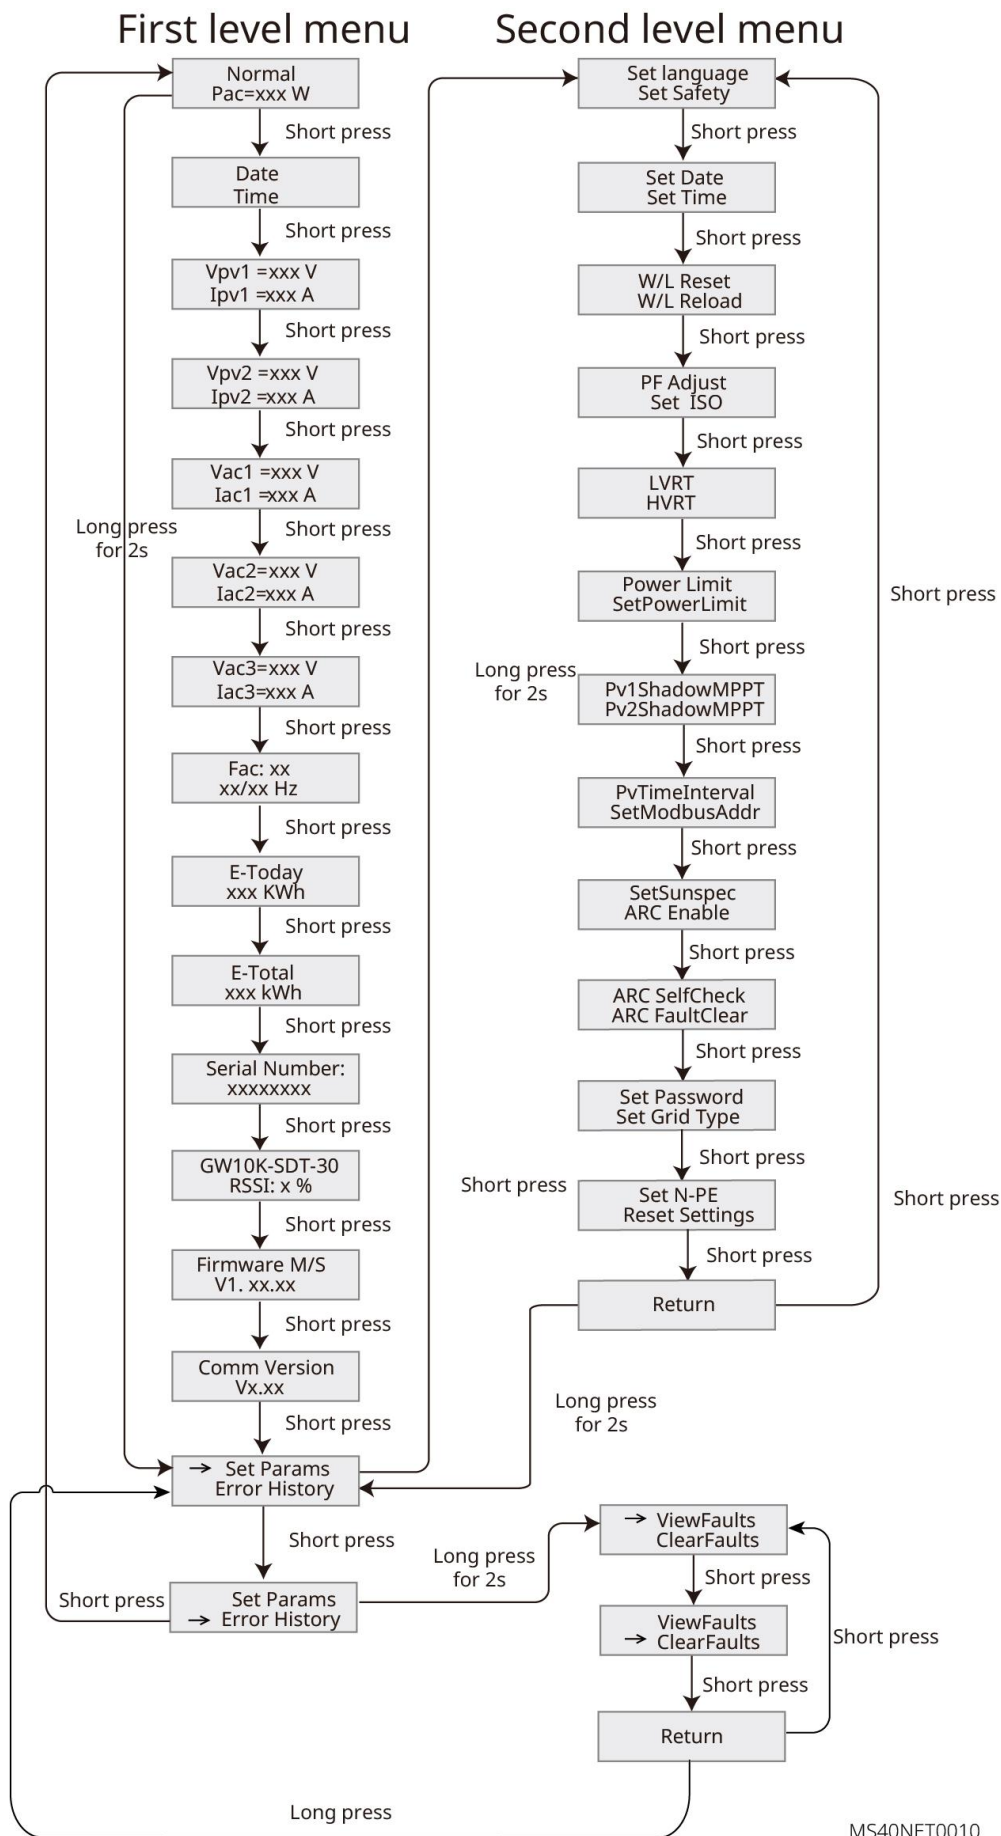 First level menu
Normal
Pac=xxx W
Short press
Date
Time
Short press
Vpv1 =xxx V
Ipv1 =xxx A
Short press
Vpv2 =xxx V
Ipv2 =xxx A
Short press
Vac1 =xxx V
Iac1 =xxx A
Long press
for 2s
Short press
Vac2=xxx V
Iac2=xxx A
Short press
Vac3=xxx V
Iac3=xxx A
Short press
Fac: xx
xx/xx Hz
Short press
E-Today
xxx KWh
Short press
E-Total
xxx kWh
Short press
Serial Number:
xxxxxxxx
Short press
GW10K-SDT-30
RSSI: x %
Short press
Firmware M/S
V1. xx.xx
Short press
Comm Version
Vx.xx
Short press
→ Set Params
Error History
Short press
Short press
Set Params
→ Error History
Second level menu
Set language
Set Safety
Short press
Set Date
Set Time
Short press
W/L Reset
W/L Reload
Short press
PF Adjust
Set ISO
Short press
LVRT
HVRT
Short press
Power Limit
SetPowerLimit
Short press
Short press
Long press
for 2s
Pv1ShadowMPPT
Pv2ShadowMPPT
Short press
PvTimeInterval
SetModbusAddr
Short press
SetSunspec
ARC Enable
Short press
ARC SelfCheck
ARC FaultClear
Short press
Set Password
Set Grid Type
Short press
Short press
Set N-PE
Reset Settings
Short press
Short press
Return
Long press
for 2s
Long press
for 2s
→ ViewFaults
ClearFaults
Short press
ViewFaults
→ ClearFaults
Short press
Short press
Return
Long press
MS40NET0010